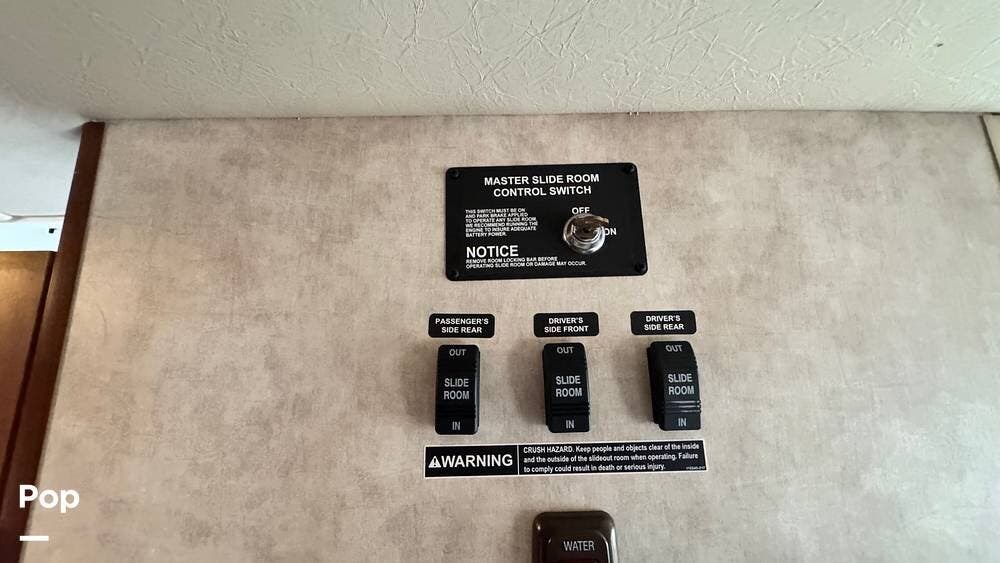 MASTER SLIDE ROOM
CONTROL SWITCH
THIS SWITCH MUST BE ON
AND PARK BRAKE APPLIED
TO OPERATE ANY SLIDE ROOM.
WE RECOMMEND RUNNING THE
ENGINE TO INSURE ADEQUATE
BATTERY POWER.
OFF
ON
NOTICE
REMOVE ROOM LOCKING BAR BEFORE
OPERATING SLIDE ROOM OR DAMAGE MAY OCCUR.
PASSENGER'S
SIDE REAR
DRIVER'S
SIDE FRONT
DRIVER'S
SIDE REAR
OUT
SLIDE
ROOM
IN
OUT
SLIDE
ROOM
IN
OUT
SLIDE
ROOM
IN
WARNING
CRUSH HAZARD. Keep people and objects clear of the inside
and the outside of the slideout room when operating. Failure
to comply could result in death or serious injury.
Pop
WATER